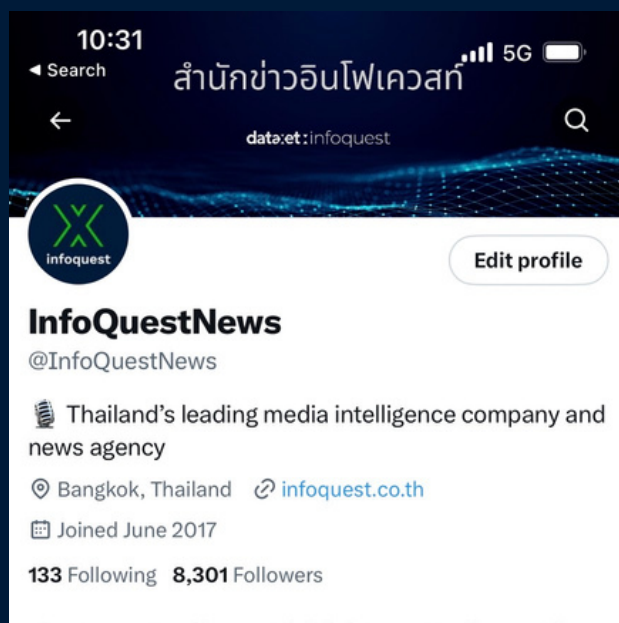 10:31
5G
◀ Search
สำนักข่าวอินโฟเควสท์
dataxet:infoquest
infoquest
Edit profile
InfoQuestNews
@InfoQuestNews
🎙️ Thailand's leading media intelligence company and
news agency
Bangkok, Thailand infoquest.co.th
Joined June 2017
133 Following 8,301 Followers